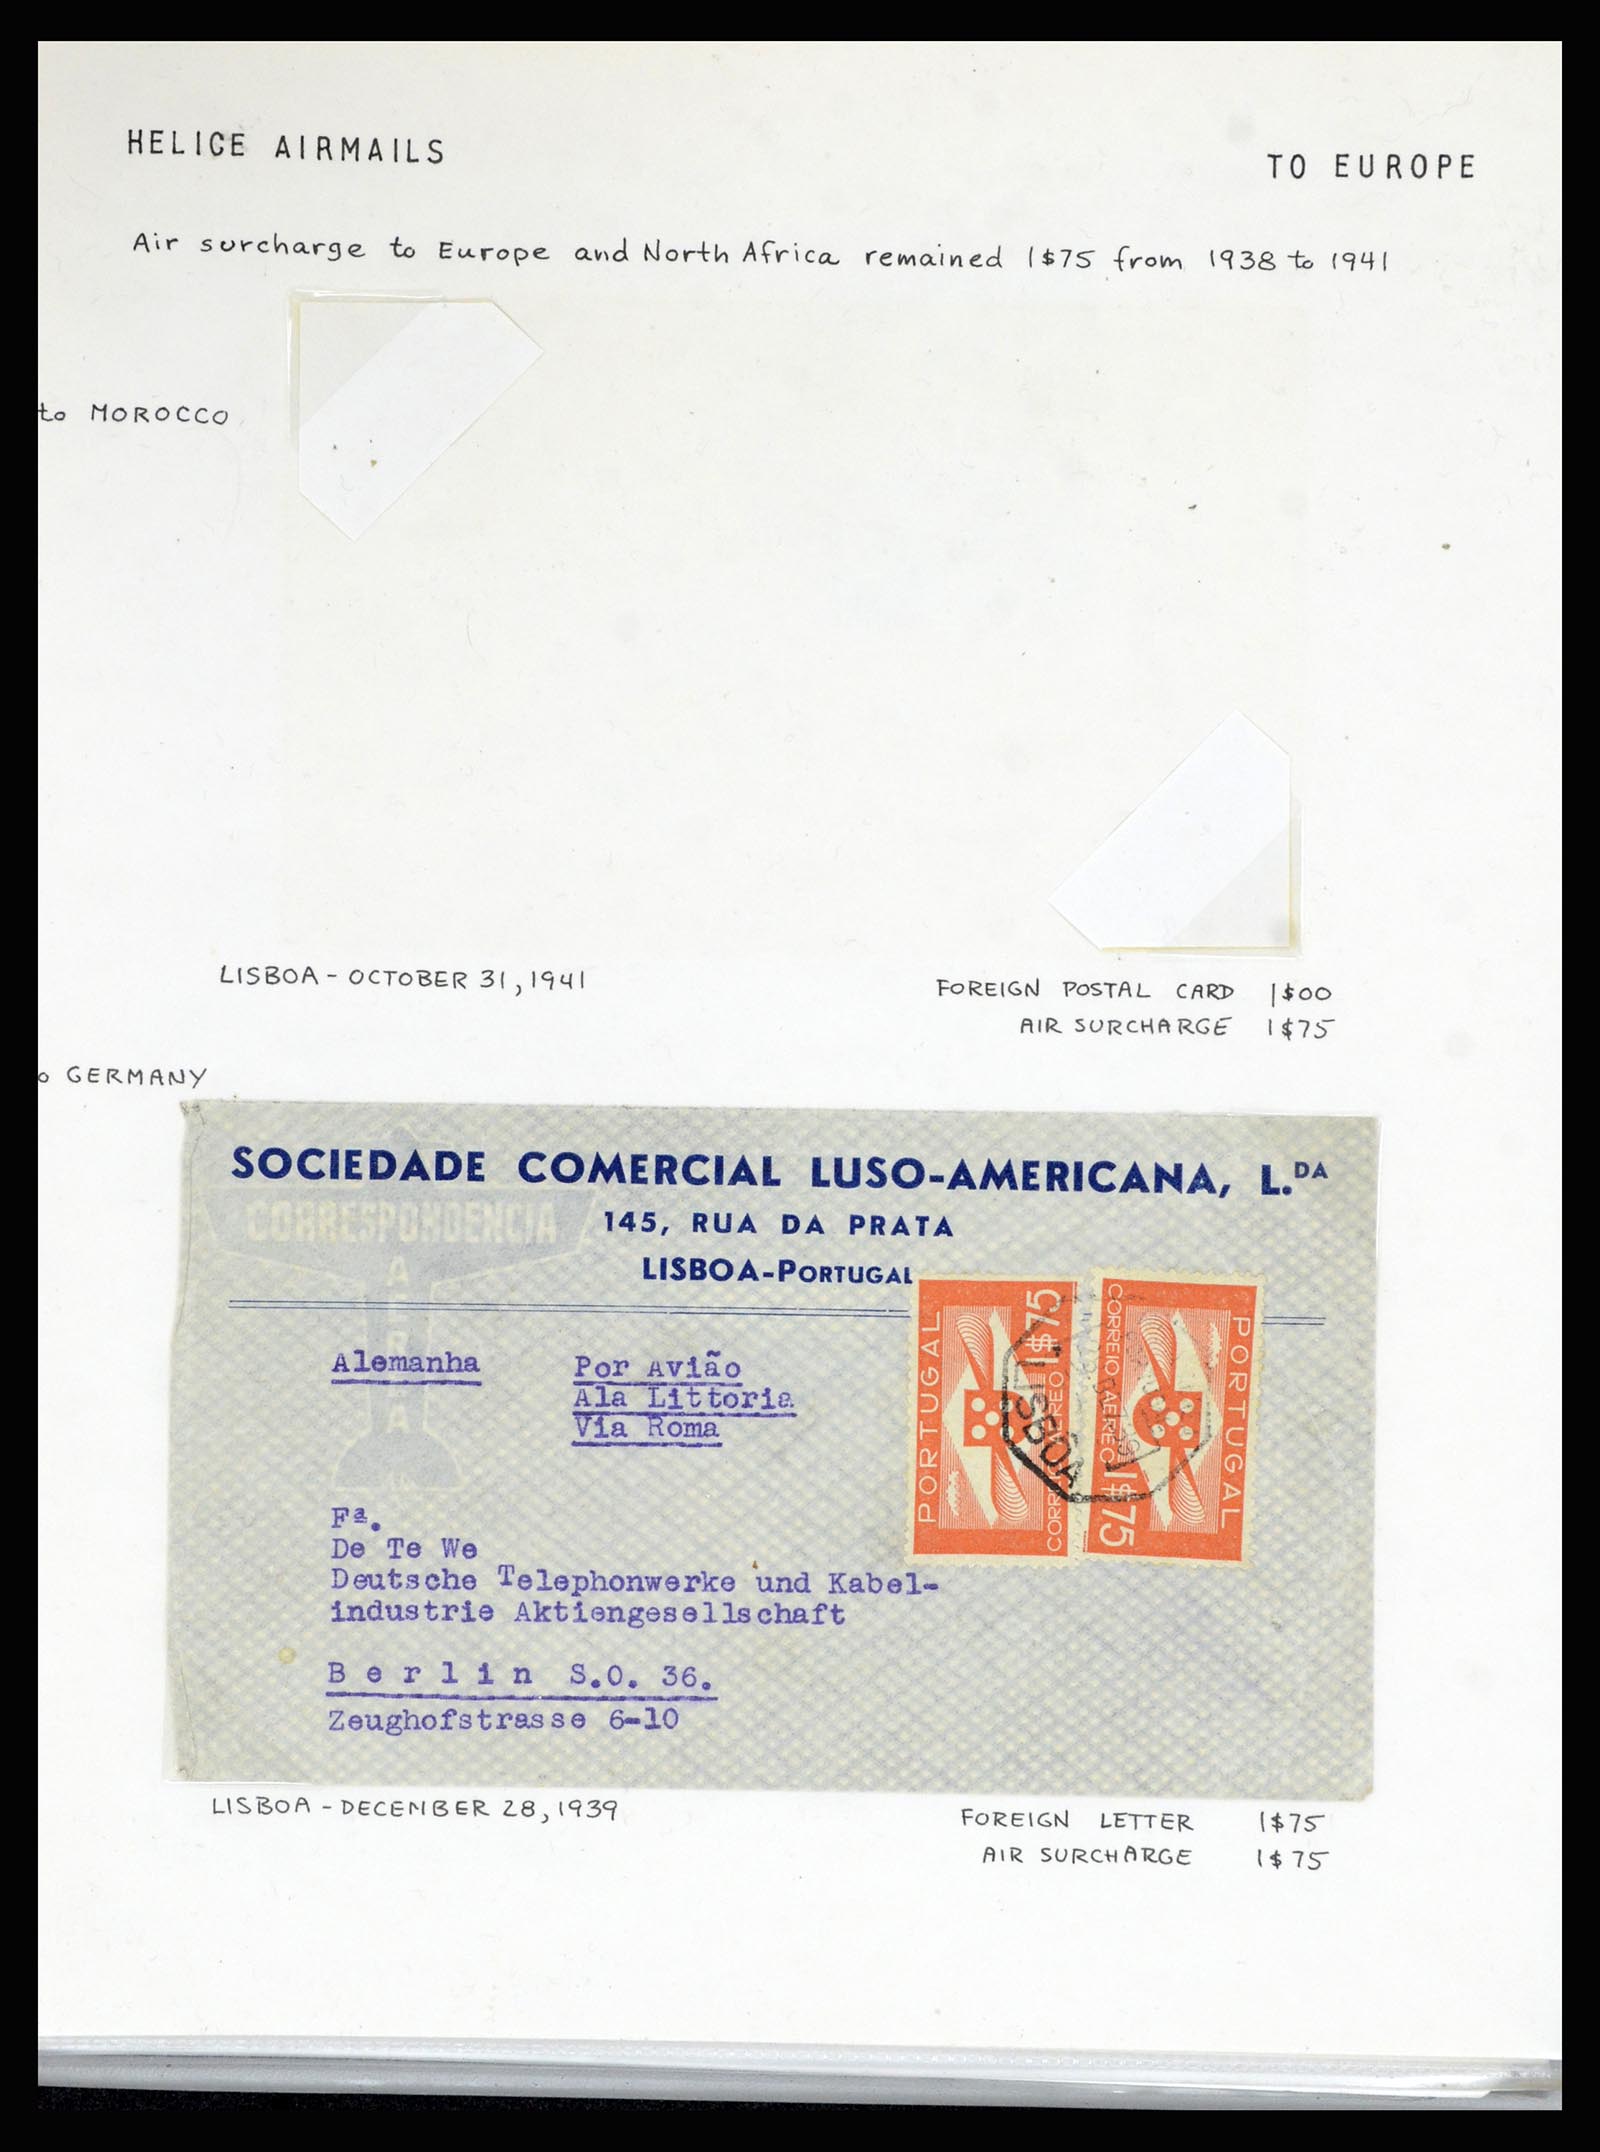 HELICE AIRMAILS
TO EUROPE
Air surcharge to Europe and North Africa remained 1$75 from 1938 to 1941
to MOROCCO
LISBOA - OCTOBER 31, 1941
FOREIGN POSTAL CARD 1$00
AIR SURCHARGE 1$75
o GERMANY
SOCIEDADE COMERCIAL LUSO-AMERICANA, L.DA
145, RUA DA PRATA
LISBOA-PORTUGAL
CORRESPONDENCIA
AEREA
PORTUGAL
CORREIO AEREO 1$75
CORREIO AEREO 1$75
PORTUGAL
LISBOA
Alemanha
Por Avião
Ala Littoria
Via Roma
Fª.
De Te We
Deutsche Telephonwerke und Kabel-
industrie Aktiengesellschaft
Berlin S.O. 36.
Zeughofstrasse 6-10
LISBOA - DECEMBER 28, 1939
FOREIGN LETTER 1$75
AIR SURCHARGE 1$75